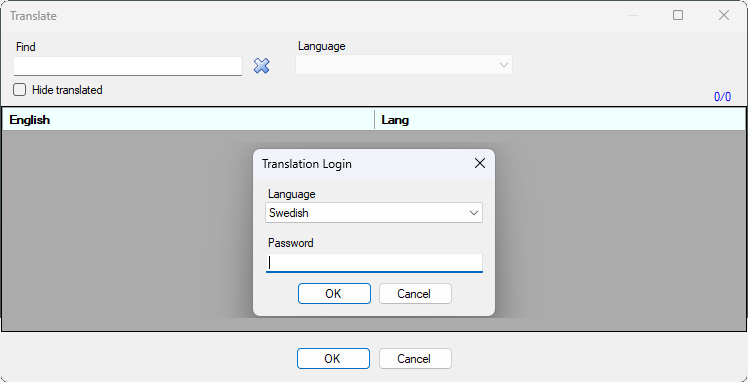 Translate
Find
Language
Hide translated
0/0
English Lang
Translation Login
Language
Swedish
Password
OK Cancel
OK Cancel